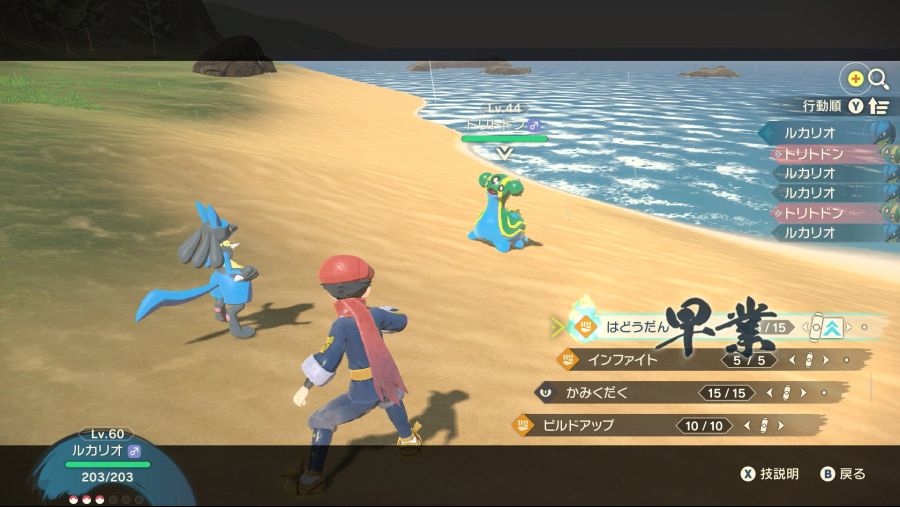 行動順 Y
ルカリオ
トリトドン
ルカリオ
ルカリオ
トリトドン
ルカリオ
Lv.44
トリトドン♂
はどうだん /15
早業
インファイト 5/5
かみくだく 15/15
ビルドアップ 10/10
Lv.60
ルカリオ♂
203/203
X 技説明 B 戻る